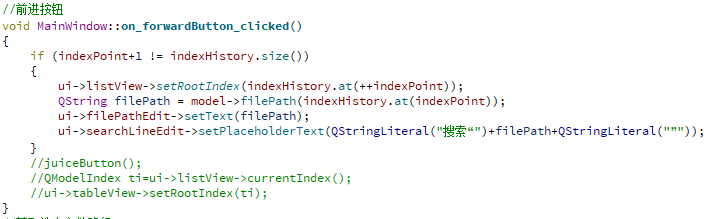 //前进按钮
void MainWindow::on_forwardButton_clicked()
{
if (indexPoint+1 != indexHistory.size())
{
ui->listView->setRootIndex(indexHistory.at(++indexPoint));
QString filePath = model->filePath(indexHistory.at(indexPoint));
ui->filePathEdit->setText(filePath);
ui->searchLineEdit->setPlaceholderText(QStringLiteral("搜索“")+filePath+QStringLiteral("”"));
}
//juiceButton();
//QModelIndex ti=ui->listView->currentIndex();
//ui->tableView->setRootIndex(ti);
}